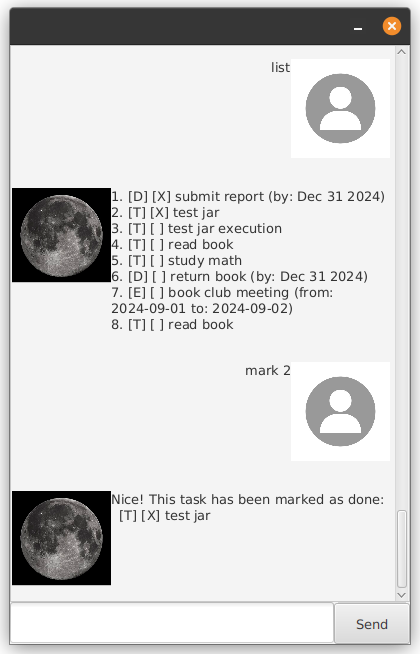 list
1. [D] [X] submit report (by: Dec 31 2024)
2. [T] [X] test jar
3. [T] [ ] test jar execution
4. [T] [ ] read book
5. [T] [ ] study math
6. [D] [ ] return book (by: Dec 31 2024)
7. [E] [ ] book club meeting (from:
2024-09-01 to: 2024-09-02)
8. [T] [ ] read book
mark 2
Nice! This task has been marked as done:
[T] [X] test jar
Send